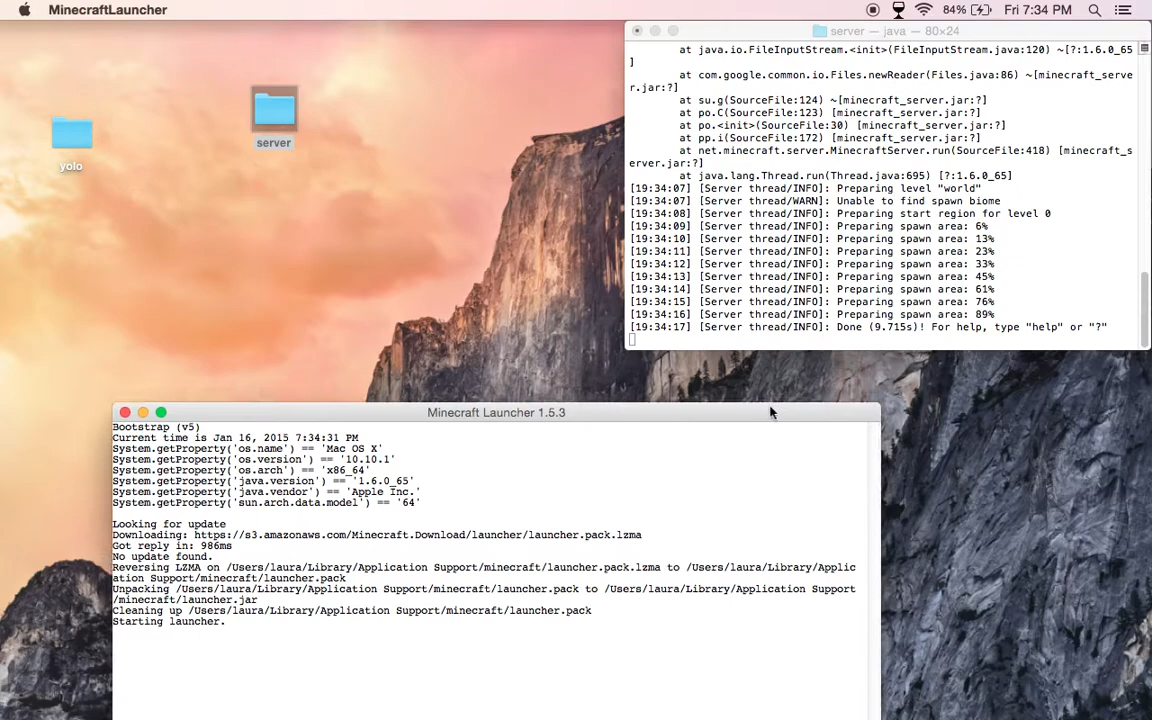 MinecraftLauncher
84%
Fri 7:34 PM
yolo
server
server — java — 80×24
at java.io.FileInputStream.<init>(FileInputStream.java:120) ~[?:1.6.0_65
]
at com.google.common.io.Files.newReader(Files.java:86) ~[minecraft_serve
r.jar:?]
at su.g(SourceFile:124) ~[minecraft_server.jar:?]
at po.C(SourceFile:123) [minecraft_server.jar:?]
at po.<init>(SourceFile:30) [minecraft_server.jar:?]
at pp.i(SourceFile:172) [minecraft_server.jar:?]
at net.minecraft.server.MinecraftServer.run(SourceFile:418) [minecraft_s
erver.jar:?]
at java.lang.Thread.run(Thread.java:695) [?:1.6.0_65]
[19:34:07] [Server thread/INFO]: Preparing level "world"
[19:34:07] [Server thread/WARN]: Unable to find spawn biome
[19:34:08] [Server thread/INFO]: Preparing start region for level 0
[19:34:09] [Server thread/INFO]: Preparing spawn area: 6%
[19:34:10] [Server thread/INFO]: Preparing spawn area: 13%
[19:34:11] [Server thread/INFO]: Preparing spawn area: 23%
[19:34:12] [Server thread/INFO]: Preparing spawn area: 33%
[19:34:13] [Server thread/INFO]: Preparing spawn area: 45%
[19:34:14] [Server thread/INFO]: Preparing spawn area: 61%
[19:34:15] [Server thread/INFO]: Preparing spawn area: 76%
[19:34:16] [Server thread/INFO]: Preparing spawn area: 89%
[19:34:17] [Server thread/INFO]: Done (9.715s)! For help, type "help" or "?"
Minecraft Launcher 1.5.3
Bootstrap (v5)
Current time is Jan 16, 2015 7:34:31 PM
System.getProperty('os.name') == 'Mac OS X'
System.getProperty('os.version') == '10.10.1'
System.getProperty('os.arch') == 'x86_64'
System.getProperty('java.version') == '1.6.0_65'
System.getProperty('java.vendor') == 'Apple Inc.'
System.getProperty('sun.arch.data.model') == '64'
Looking for update
Downloading: https://s3.amazonaws.com/Minecraft.Download/launcher/launcher.pack.lzma
Got reply in: 986ms
No update found.
Reversing LZMA on /Users/laura/Library/Application Support/minecraft/launcher.pack.lzma to /Users/laura/Library/Applic
ation Support/minecraft/launcher.pack
Unpacking /Users/laura/Library/Application Support/minecraft/launcher.pack to /Users/laura/Library/Application Support
/minecraft/launcher.jar
Cleaning up /Users/laura/Library/Application Support/minecraft/launcher.pack
Starting launcher.